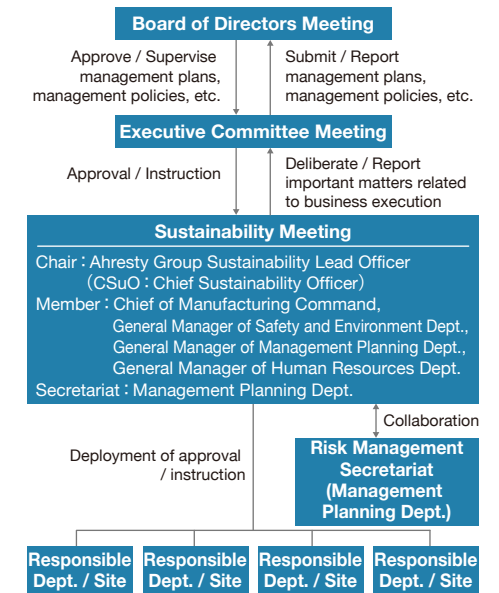 Board of Directors Meeting
Approve / Supervise
management plans,
management policies, etc.
Submit / Report
management plans,
management policies, etc.
Executive Committee Meeting
Approval / Instruction
Deliberate / Report
important matters related
to business execution
Sustainability Meeting
Chair：Ahresty Group Sustainability Lead Officer
（CSuO：Chief Sustainability Officer）
Member：Chief of Manufacturing Command,
General Manager of Safety and Environment Dept.,
General Manager of Management Planning Dept.,
General Manager of Human Resources Dept.
Secretariat：Management Planning Dept.
Collaboration
Deployment of approval
/ instruction
Risk Management
Secretariat
(Management
Planning Dept.)
Responsible
Dept. / Site
Responsible
Dept. / Site
Responsible
Dept. / Site
Responsible
Dept. / Site